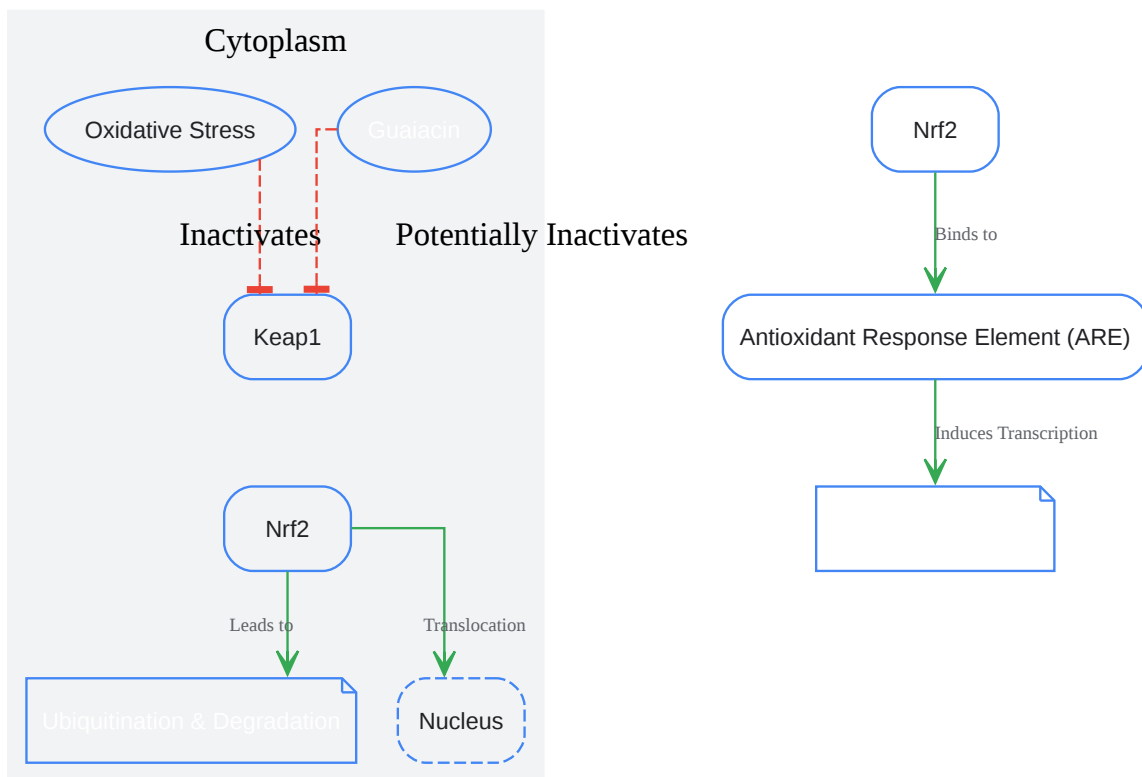 Cytoplasm
Oxidative Stress
Guaiacin
Nrf2
Inactivates
Potentially Inactivates
Binds to
Keap1
Antioxidant Response Element (ARE)
Induces Transcription
Nrf2
Leads to
Translocation
Ubiquitination & Degradation
Nucleus